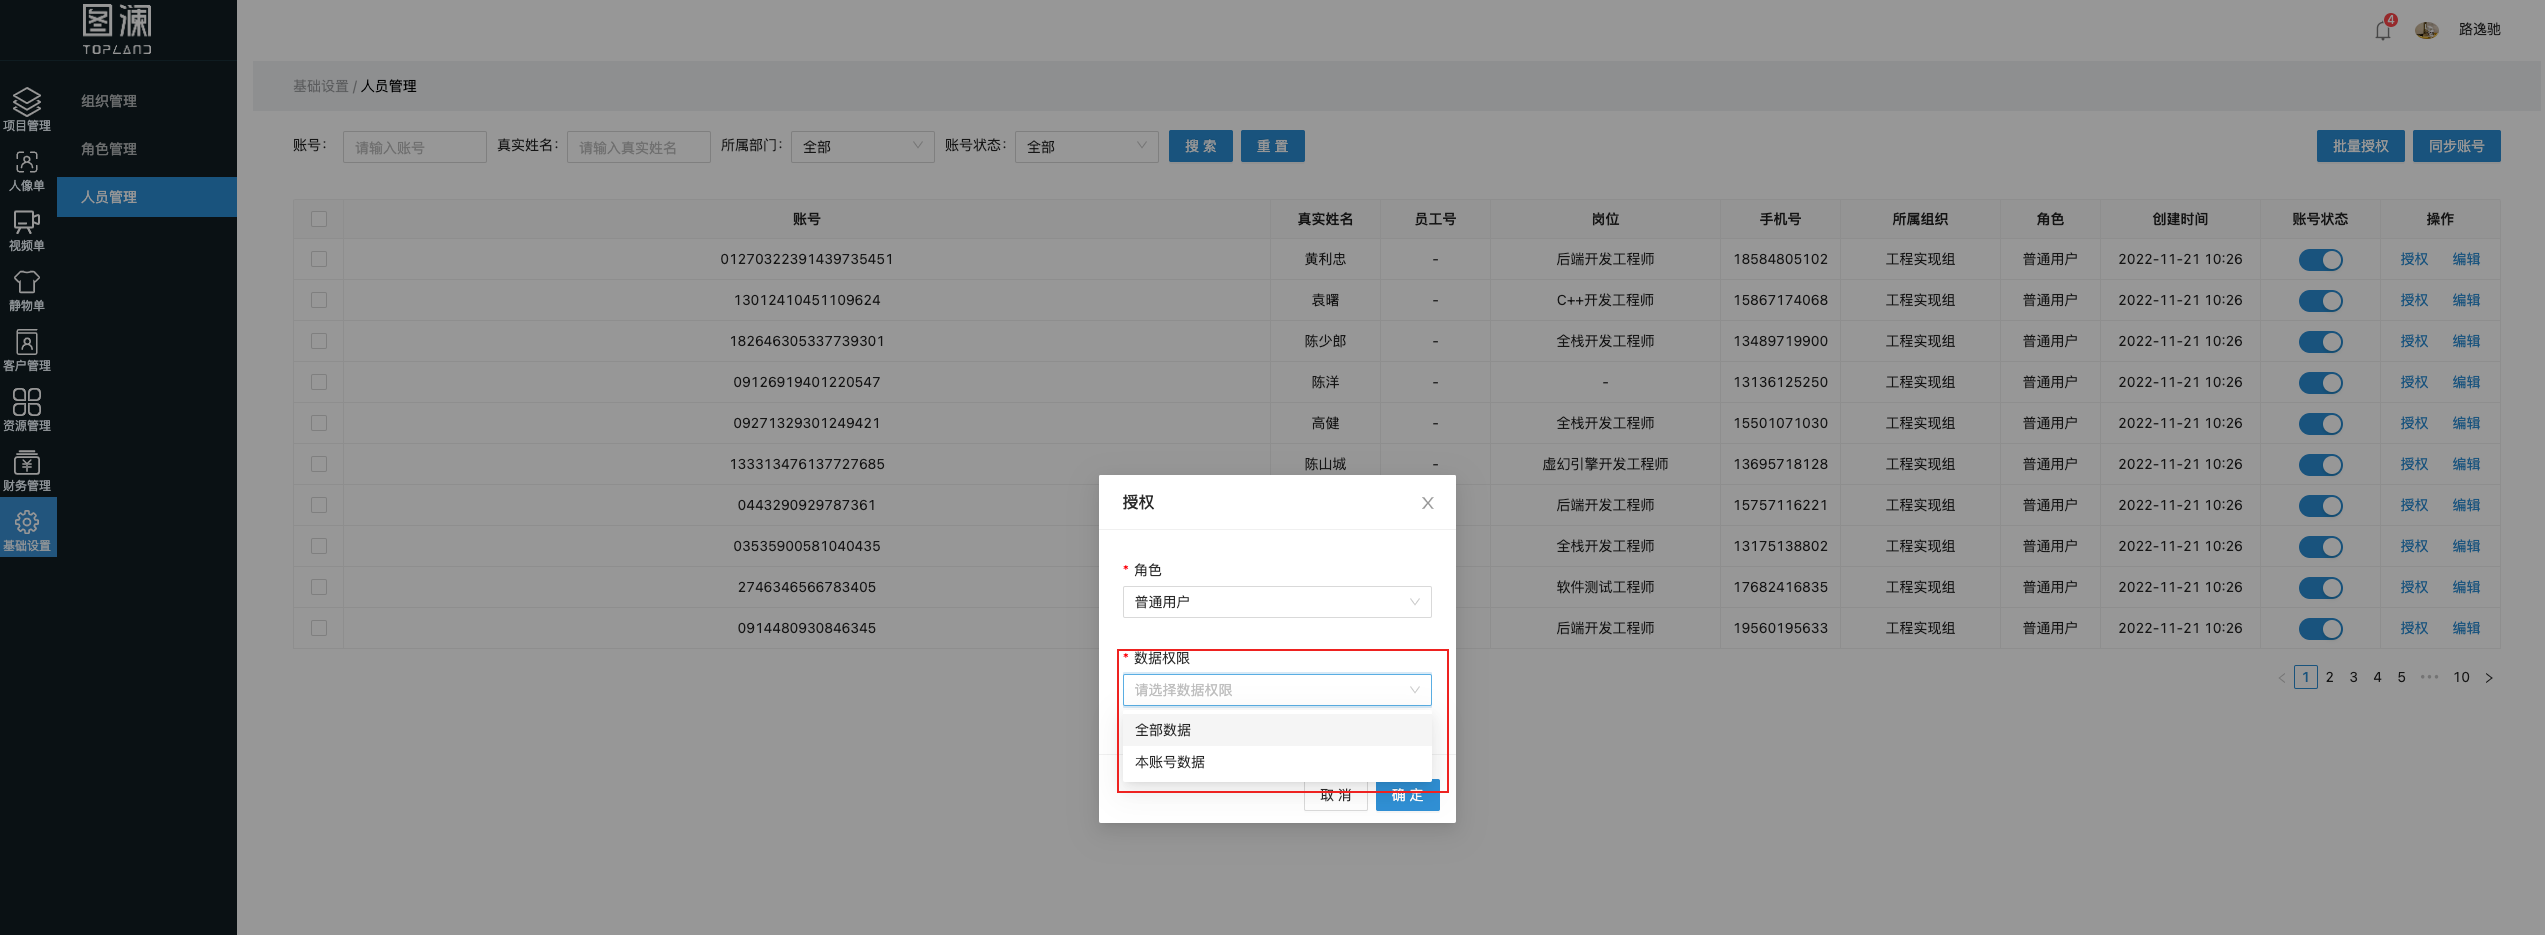 图澜
TOPLAND
4
路逸驰
项目管理
人像单
视频单
静物单
客户管理
资源管理
财务管理
基础设置
组织管理
角色管理
人员管理
基础设置 / 人员管理
账号: 请输入账号 真实姓名: 请输入真实姓名 所属部门: 全部 账号状态: 全部 搜 索 重 置 批量授权 同步账号
账号 真实姓名 员工号 岗位 手机号 所属组织 角色 创建时间 账号状态 操作
01270322391439735451 黄利忠 - 后端开发工程师 18584805102 工程实现组 普通用户 2022-11-21 10:26 授权 编辑
13012410451109624 袁曙 - C++开发工程师 15867174068 工程实现组 普通用户 2022-11-21 10:26 授权 编辑
182646305337739301 陈少郎 - 全栈开发工程师 13489719900 工程实现组 普通用户 2022-11-21 10:26 授权 编辑
09126919401220547 陈洋 - - 13136125250 工程实现组 普通用户 2022-11-21 10:26 授权 编辑
09271329301249421 高健 - 全栈开发工程师 15501071030 工程实现组 普通用户 2022-11-21 10:26 授权 编辑
133313476137727685 陈山城 - 虚幻引擎开发工程师 13695718128 工程实现组 普通用户 2022-11-21 10:26 授权 编辑
0443290929787361 后端开发工程师 15757116221 工程实现组 普通用户 2022-11-21 10:26 授权 编辑
03535900581040435 全栈开发工程师 13175138802 工程实现组 普通用户 2022-11-21 10:26 授权 编辑
2746346566783405 软件测试工程师 17682416835 工程实现组 普通用户 2022-11-21 10:26 授权 编辑
0914480930846345 后端开发工程师 19560195633 工程实现组 普通用户 2022-11-21 10:26 授权 编辑
< 1 2 3 4 5 ••• 10 >
授权
* 角色
普通用户
* 数据权限
请选择数据权限
全部数据
本账号数据
取 消 确 定